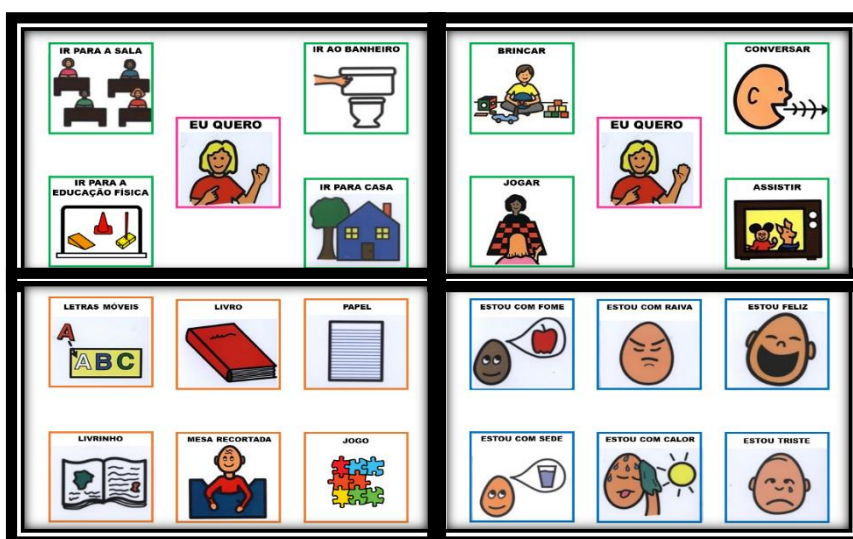 IR PARA A SALA
IR AO BANHEIRO
EU QUERO
IR PARA A
EDUCAÇÃO FÍSICA
IR PARA CASA
BRINCAR
CONVERSAR
EU QUERO
JOGAR
ASSISTIR
LETRAS MÓVEIS
LIVRO
PAPEL
A
ABC
LIVRINHO
MESA RECORTADA
JOGO
ESTOU COM FOME
ESTOU COM RAIVA
ESTOU FELIZ
ESTOU COM SEDE
ESTOU COM CALOR
ESTOU TRISTE